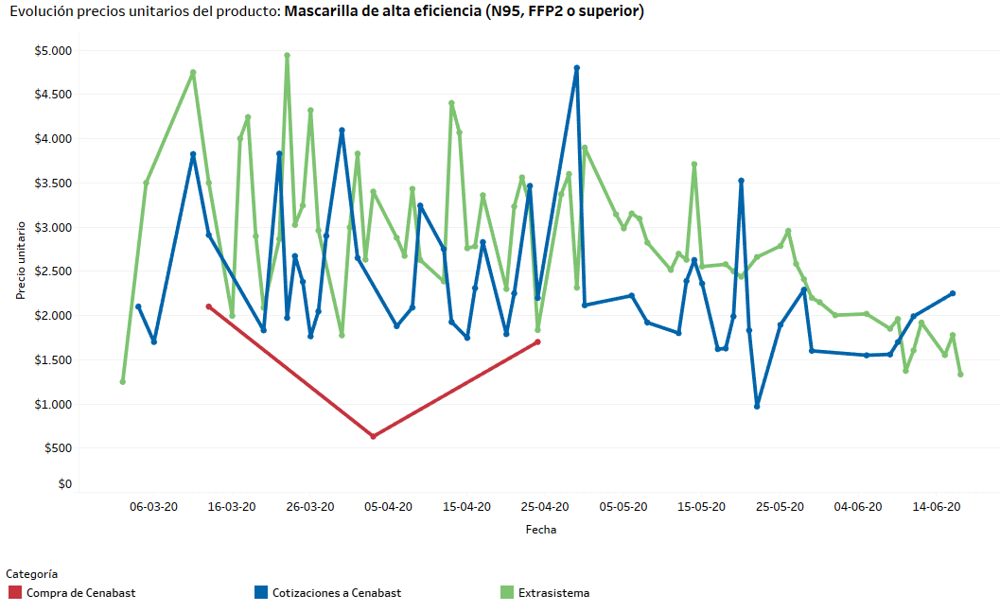 Evolución precios unitarios del producto: Mascarilla de alta eficiencia (N95, FFP2 o superior)
$5.000
$4.500
$4.000
$3.500
$3.000
$2.500
$2.000
$1.500
$1.000
$500
$0
Precio unitario
06-03-20 16-03-20 26-03-20 05-04-20 15-04-20 25-04-20 05-05-20 15-05-20 25-05-20 04-06-20 14-06-20
Fecha
Categoría
Compra de Cenabast Cotizaciones a Cenabast Extrasistema